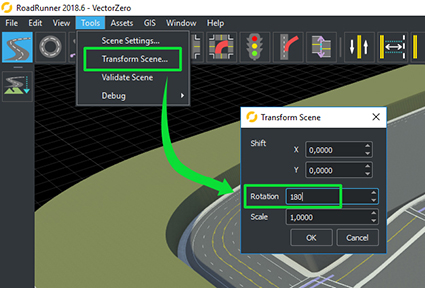 RoadRunner 2018.6 - VectorZero
File Edit View Tools Assets GIS Window Help
Scene Settings...
Transform Scene...
Validate Scene
Debug
Transform Scene
Shift
X 0,0000
Y 0,0000
Rotation 180
Scale 1,0000
OK Cancel